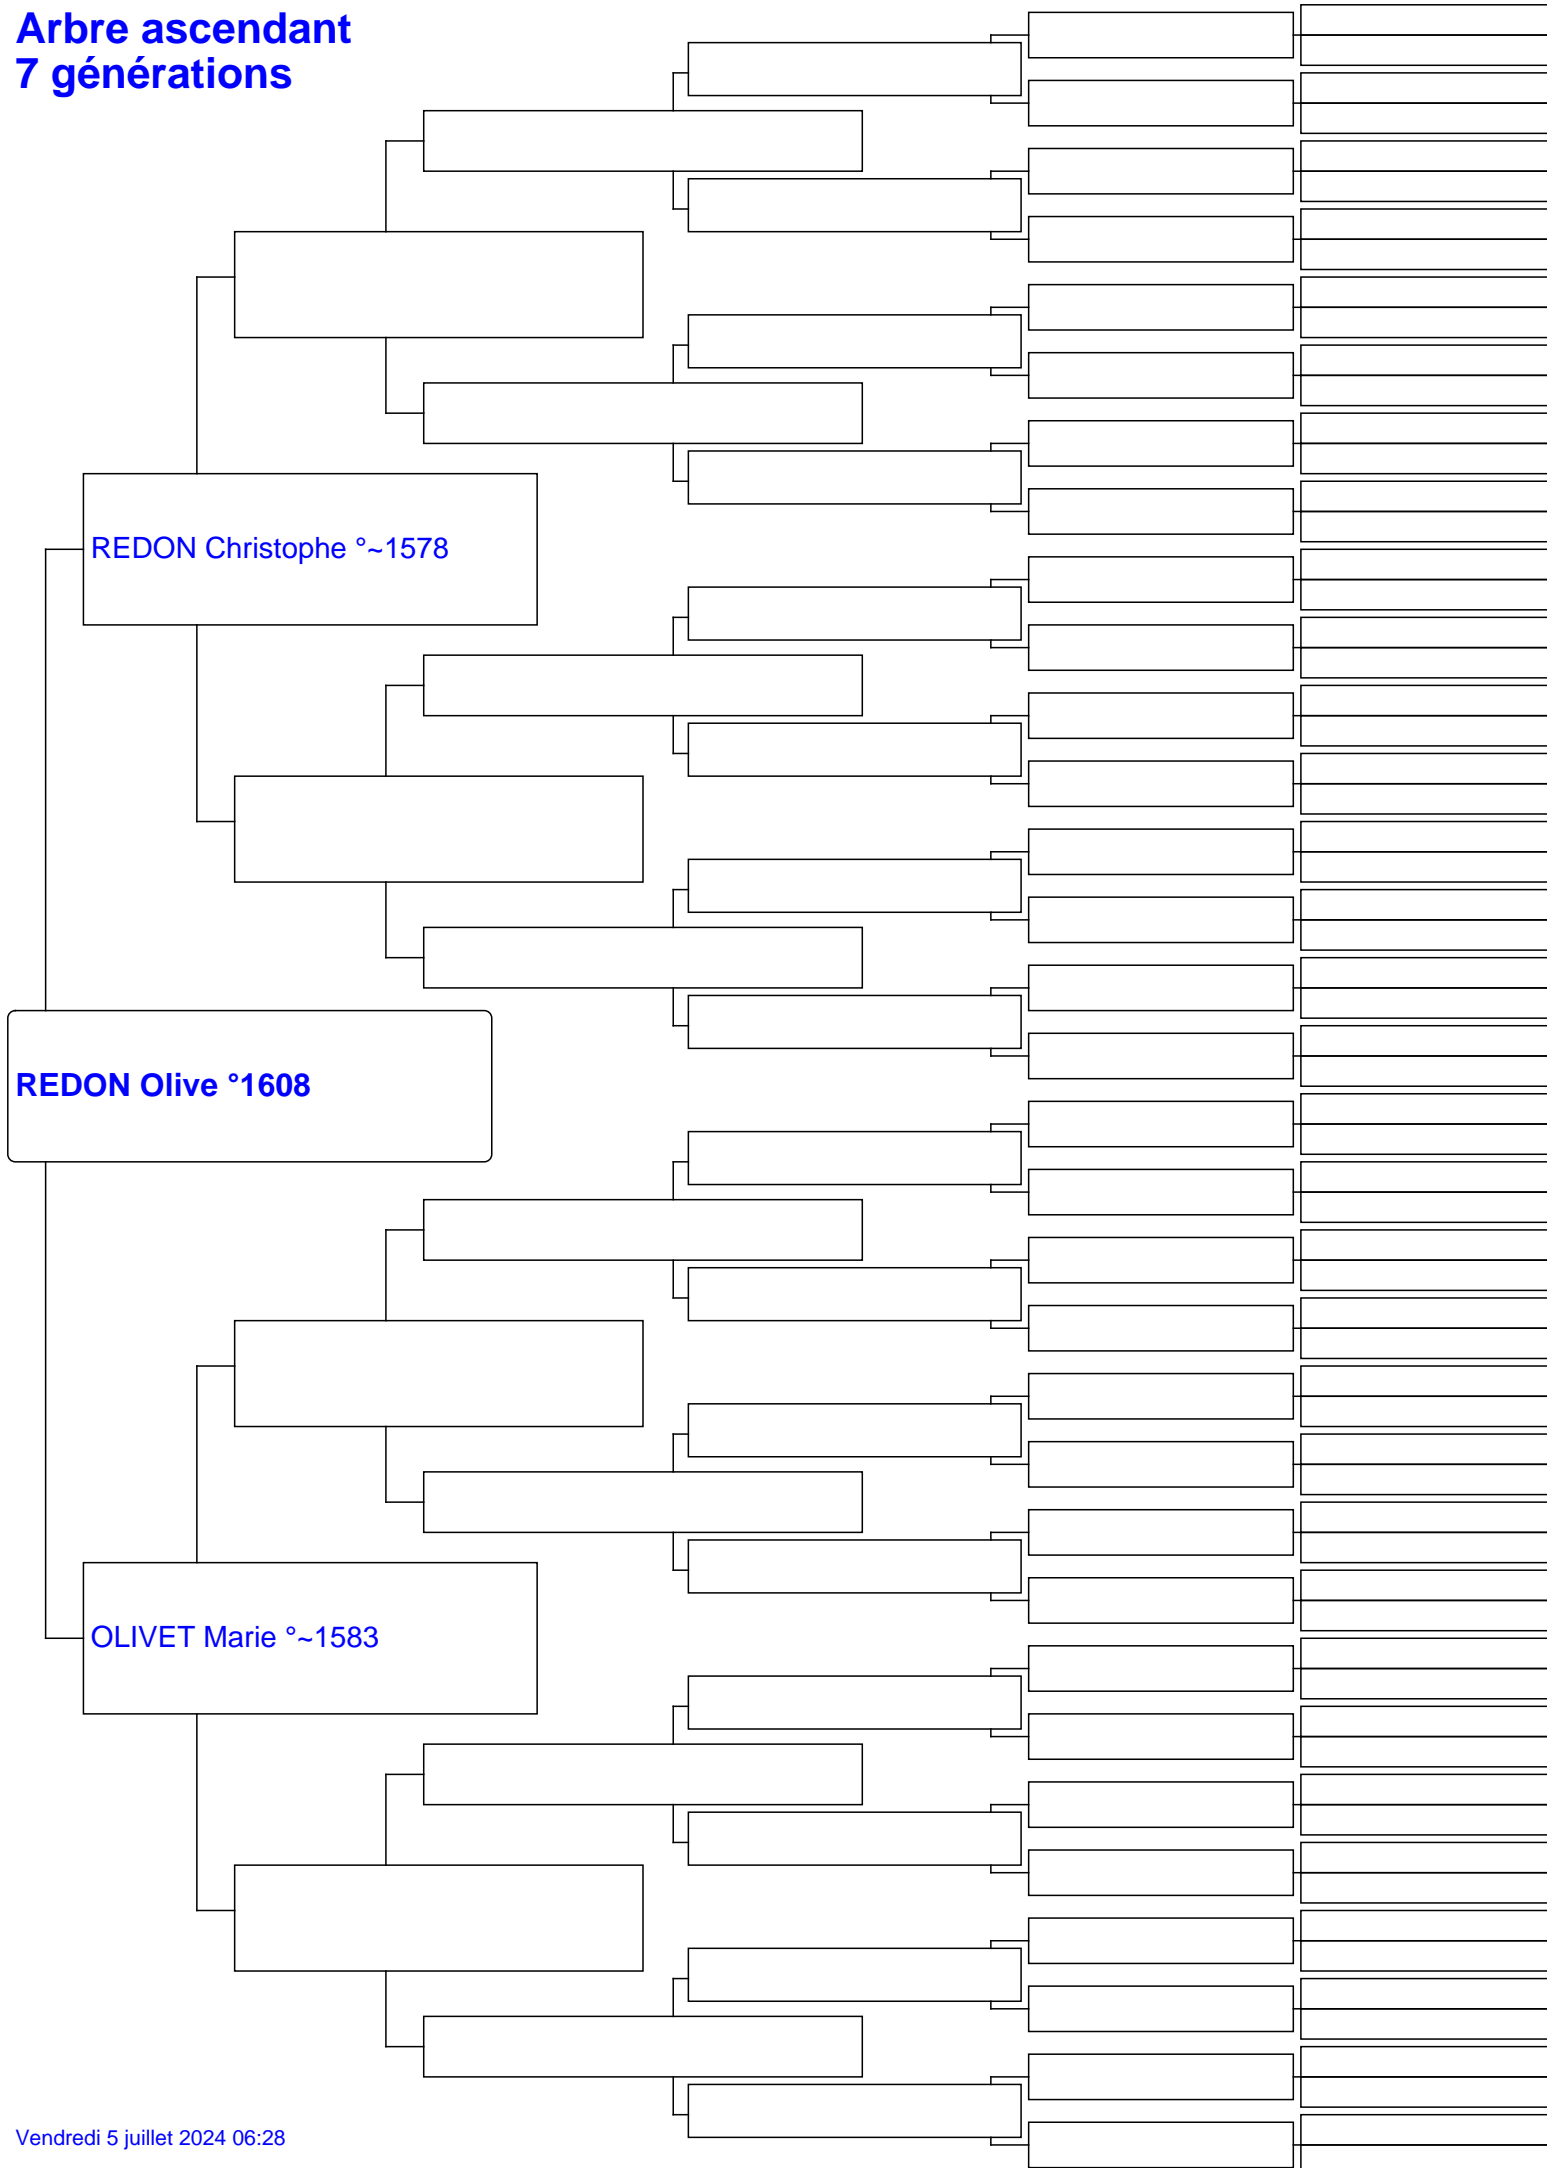 Arbre ascendant
7 générations
REDON Christophe °~1578
REDON Olive °1608
OLIVET Marie °~1583
Vendredi 5 juillet 2024 06:28